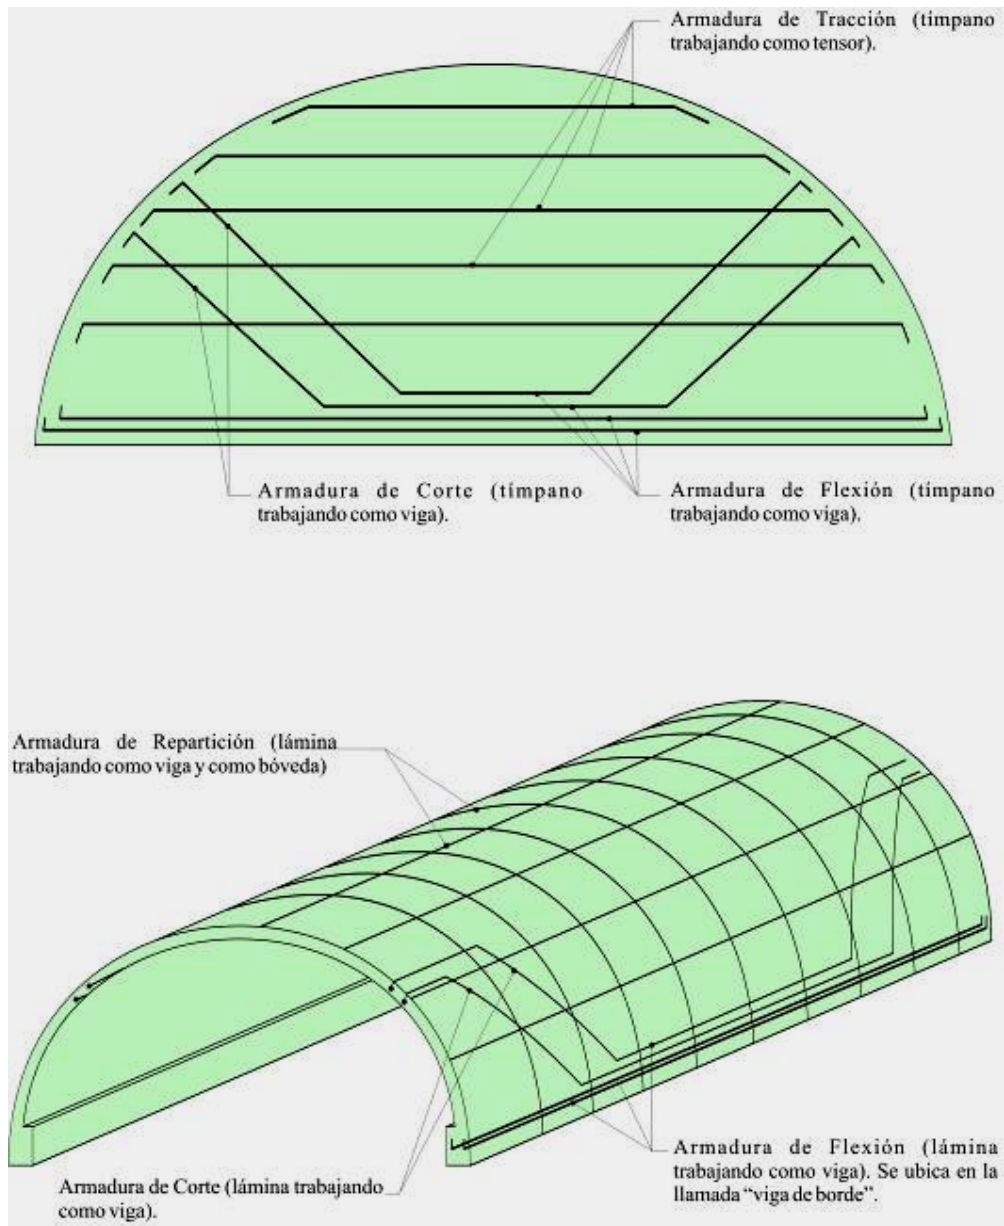 Armadura de Tracción (tímpano
trabajando como tensor).
Armadura de Corte (tímpano
trabajando como viga).
Armadura de Flexión (tímpano
trabajando como viga).
Armadura de Repartición (lámina
trabajando como viga y como bóveda)
Armadura de Corte (lámina trabajando
como viga).
Armadura de Flexión (lámina
trabajando como viga). Se ubica en la
llamada “viga de borde”.